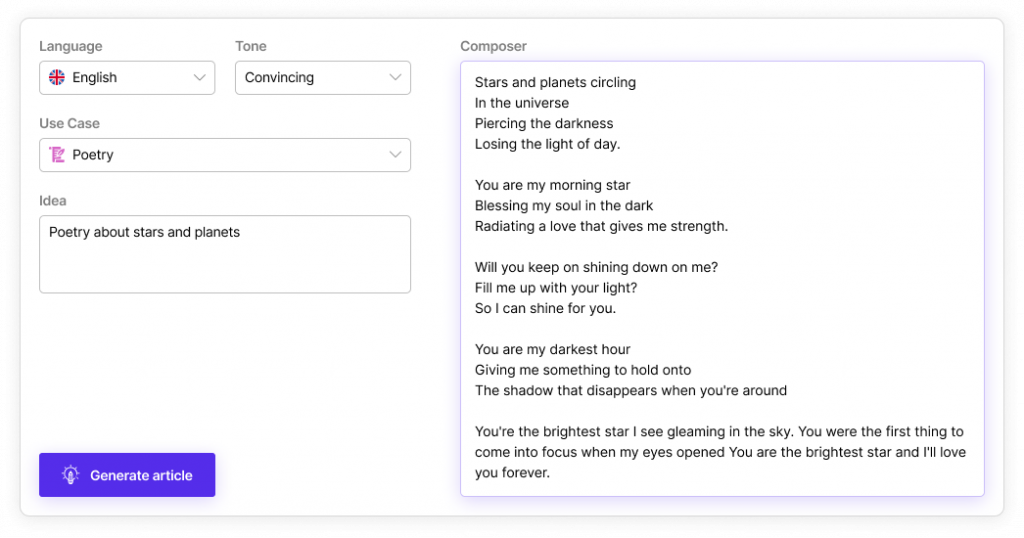 Language
Tone
English
Convincing
Use Case
Poetry
Idea
Poetry about stars and planets
Generate article
Composer
Stars and planets circling
In the universe
Piercing the darkness
Losing the light of day.
You are my morning star
Blessing my soul in the dark
Radiating a love that gives me strength.
Will you keep on shining down on me?
Fill me up with your light?
So I can shine for you.
You are my darkest hour
Giving me something to hold onto
The shadow that disappears when you're around
You're the brightest star I see gleaming in the sky. You were the first thing to
come into focus when my eyes opened You are the brightest star and I'll love
you forever.